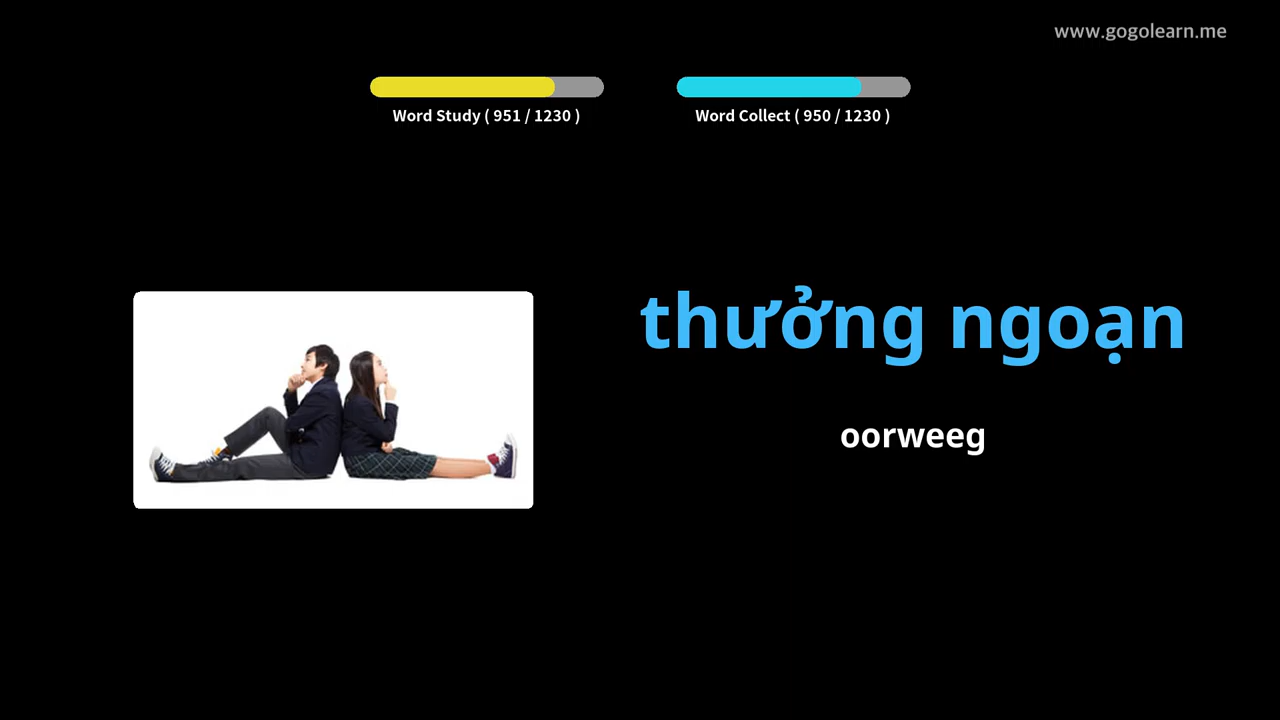 www.gogolearn.me
Word Study ( 951 / 1230 )
Word Collect ( 950 / 1230 )
thưởng ngoạn
oorweeg